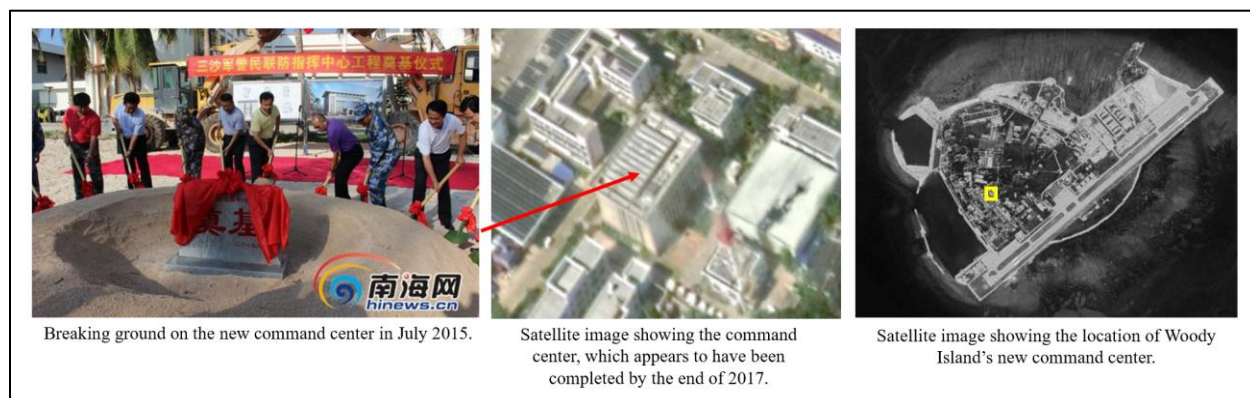 三沙军警民联防指挥中心工程奠基仪式
奠基
南海网
hinews.cn
Breaking ground on the new command center in July 2015.
Satellite image showing the command
center, which appears to have been
completed by the end of 2017.
Satellite image showing the location of Woody
Island’s new command center.